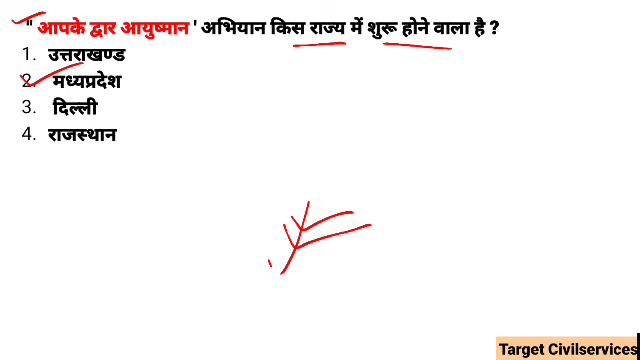 " आपके द्वार आयुष्मान ' अभियान किस राज्य में शुरू होने वाला है ?
1. उत्तराखण्ड
2. मध्यप्रदेश
3. दिल्ली
4. राजस्थान
Target Civilservices